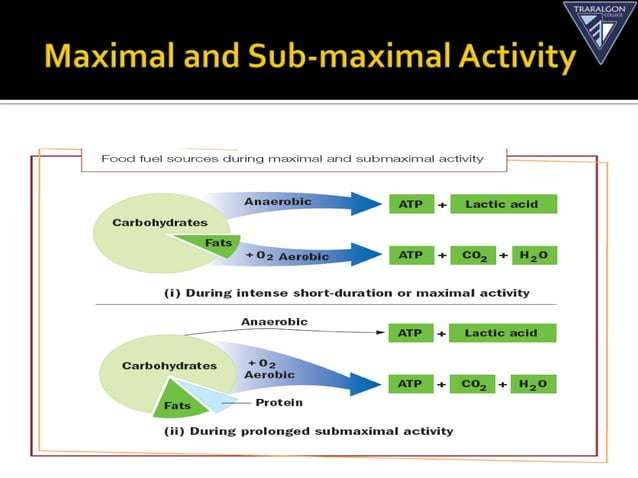 TRARALGON
COLLEGE
Maximal and Sub-maximal Activity
Food fuel sources during maximal and submaximal activity
Anaerobic
ATP + Lactic acid
Carbohydrates
Fats
+ O2 Aerobic
ATP + CO2 + H2O
(i) During intense short-duration or maximal activity
Anaerobic
ATP + Lactic acid
Carbohydrates
+ O2
Aerobic
ATP + CO2 + H2O
Fats
Protein
(ii) During prolonged submaximal activity